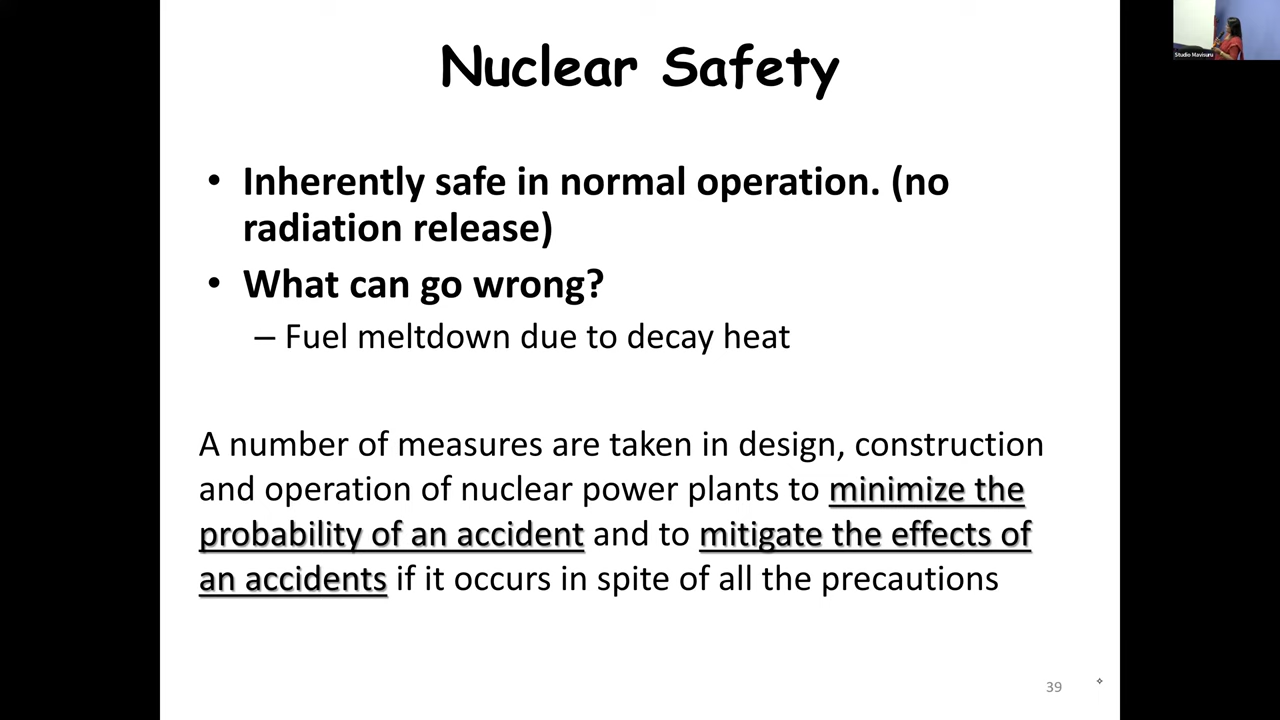 Nuclear Safety
Studio Mavisuru
• Inherently safe in normal operation. (no
radiation release)
• What can go wrong?
– Fuel meltdown due to decay heat
A number of measures are taken in design, construction
and operation of nuclear power plants to minimize the
probability of an accident and to mitigate the effects of
an accidents if it occurs in spite of all the precautions
39